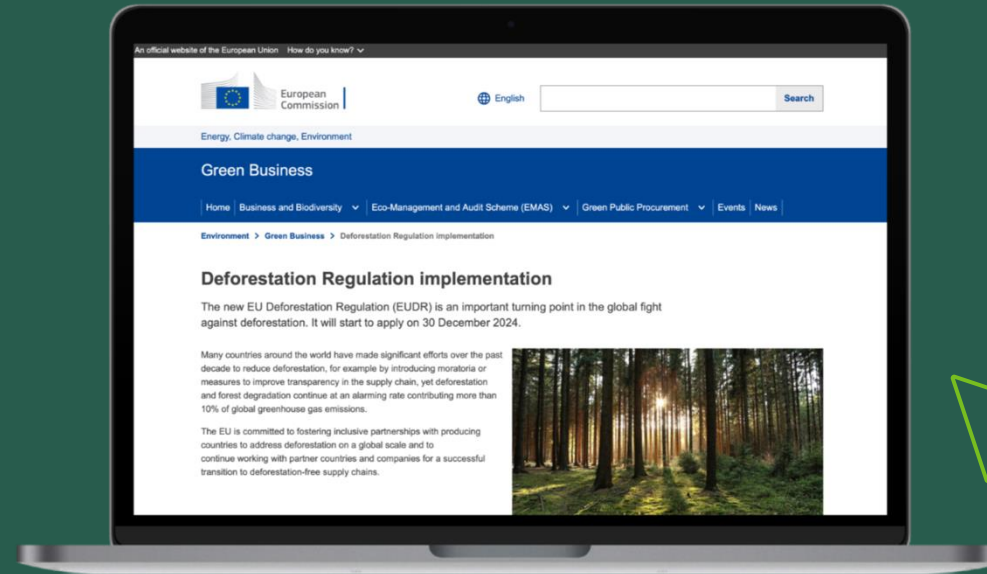 An official website of the European Union How do you know?
European
Commission
English
Search
Energy, Climate change, Environment
Green Business
Home Business and Biodiversity Eco-Management and Audit Scheme (EMAS) Green Public Procurement Events News
Environment > Green Business > Deforestation Regulation implementation
Deforestation Regulation implementation
The new EU Deforestation Regulation (EUDR) is an important turning point in the global fight
against deforestation. It will start to apply on 30 December 2024.
Many countries around the world have made significant efforts over the past
decade to reduce deforestation, for example by introducing moratoria or
measures to improve transparency in the supply chain, yet deforestation
and forest degradation continue at an alarming rate contributing more than
10% of global greenhouse gas emissions.
The EU is committed to fostering inclusive partnerships with producing
countries to address deforestation on a global scale and to
continue working with partner countries and companies for a successful
transition to deforestation-free supply chains.